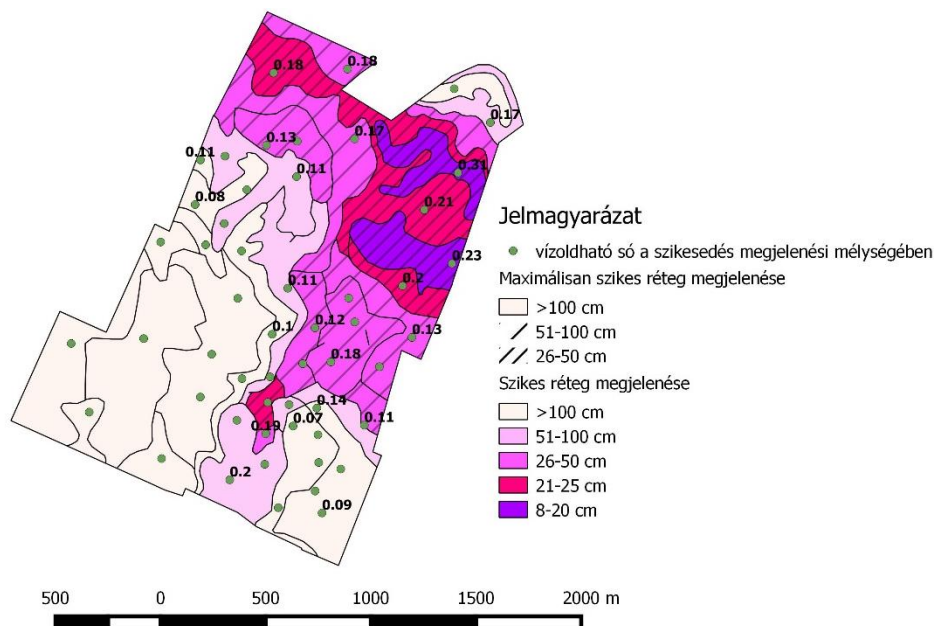 0.18
0.18
0.17
0.13
0.17
0.11
0.11
0.31
0.08
0.21
0.23
0.11
0.2
0.1
0.12
0.13
0.18
0.14
0.07
0.11
0.19
0.2
0.09
Jelmagyarázat
vízoldható só a szikesedés megjelenési mélységében
Maximálisan szikes réteg megjelenése
>100 cm
51-100 cm
26-50 cm
Szikes réteg megjelenése
>100 cm
51-100 cm
26-50 cm
21-25 cm
8-20 cm
500 0 500 1000 1500 2000 m